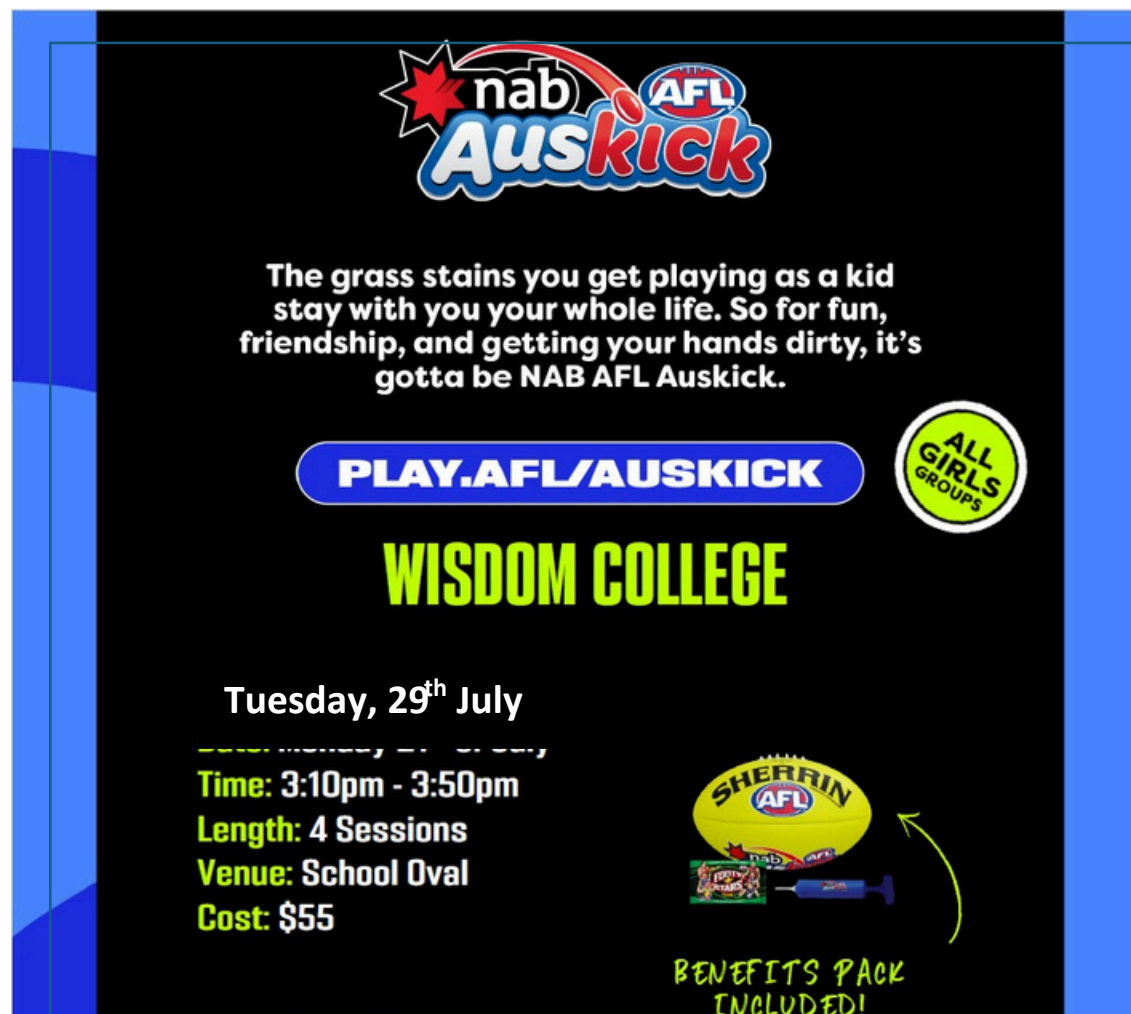 nab
AFL
Auskick
The grass stains you get playing as a kid
stay with you your whole life. So for fun,
friendship, and getting your hands dirty, it's
gotta be NAB AFL Auskick.
PLAY.AFL/AUSKICK
ALL
GIRLS
GROUPS
WISDOM COLLEGE
Tuesday, 29th July
Time: 3:10pm - 3:50pm
Length: 4 Sessions
Venue: School Oval
Cost: $55
SHERRIN
AFL
nab
AFL
BENEFITS PACK
INCLUDED!